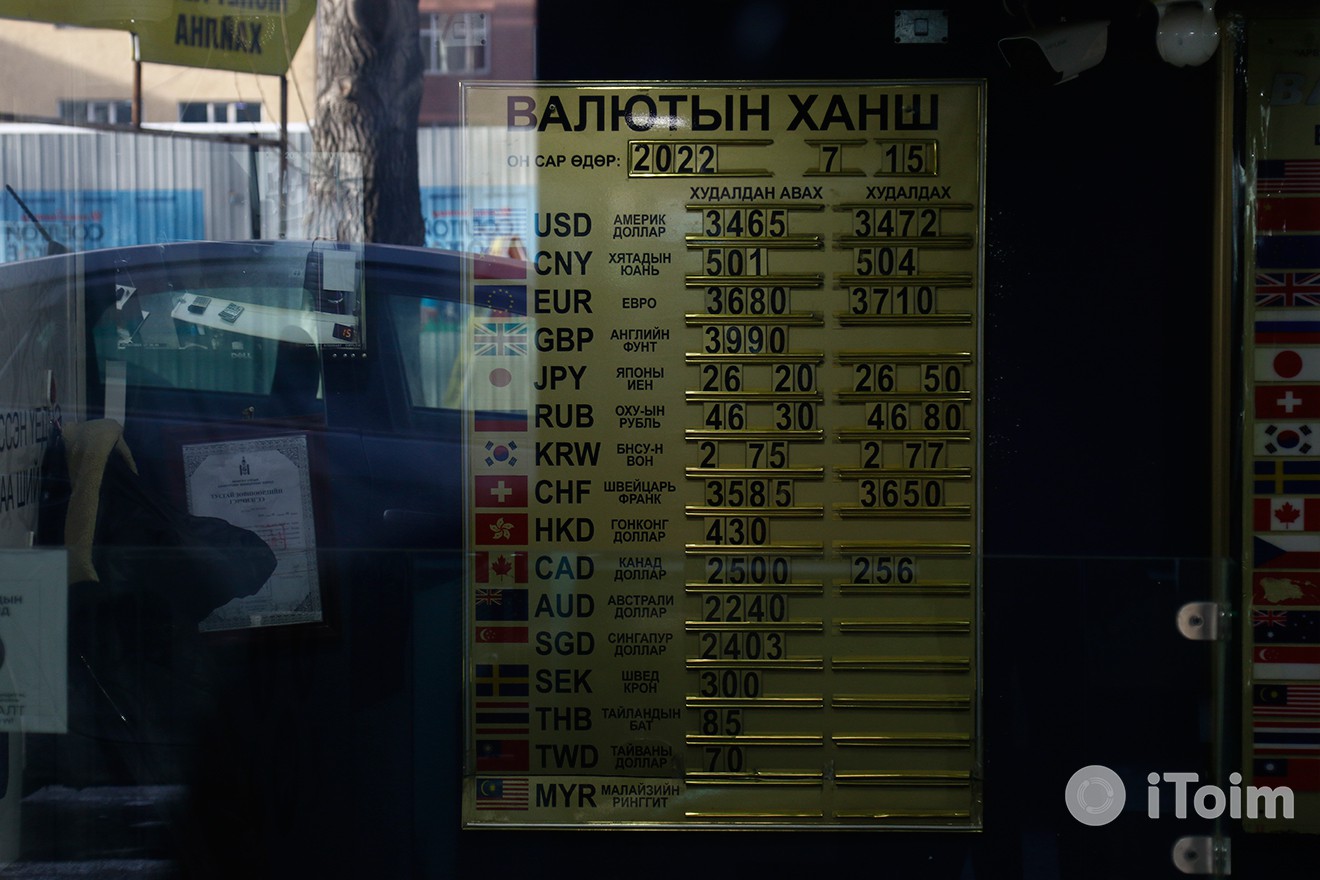 АНГЛИАХ
ВАЛЮТЫН ХАНШ
ОН САР ӨДӨР: 2022 7 15
ХУДАЛДАН АВАХ ХУДАЛДАХ
USD АМЕРИК ДОЛЛАР 3465 3472
CNY ХЯТАДЫН ЮАНЬ 501 504
EUR ЕВРО 3680 3710
GBP АНГЛИЙН ФУНТ 3990
JPY ЯПОНЫ ИЕН 26 20 26 50
RUB ОХУ-ЫН РУБЛЬ 46 30 46 80
KRW БНСУ-Н ВОН 2 75 2 77
CHF ШВЕЙЦАРЬ ФРАНК 3585 3650
HKD ГОНКОНГ ДОЛЛАР 430
CAD КАНАД ДОЛЛАР 2500 256
AUD АВСТРАЛИ ДОЛЛАР 2240
SGD СИНГАПУР ДОЛЛАР 2403
SEK ШВЕД КРОН 300
THB ТАЙЛАНДЫН БАТ 85
TWD ТАЙВАНЫ ДОЛЛАР 70
MYR МАЛАЙЗИЙН РИНГГИТ
iToim